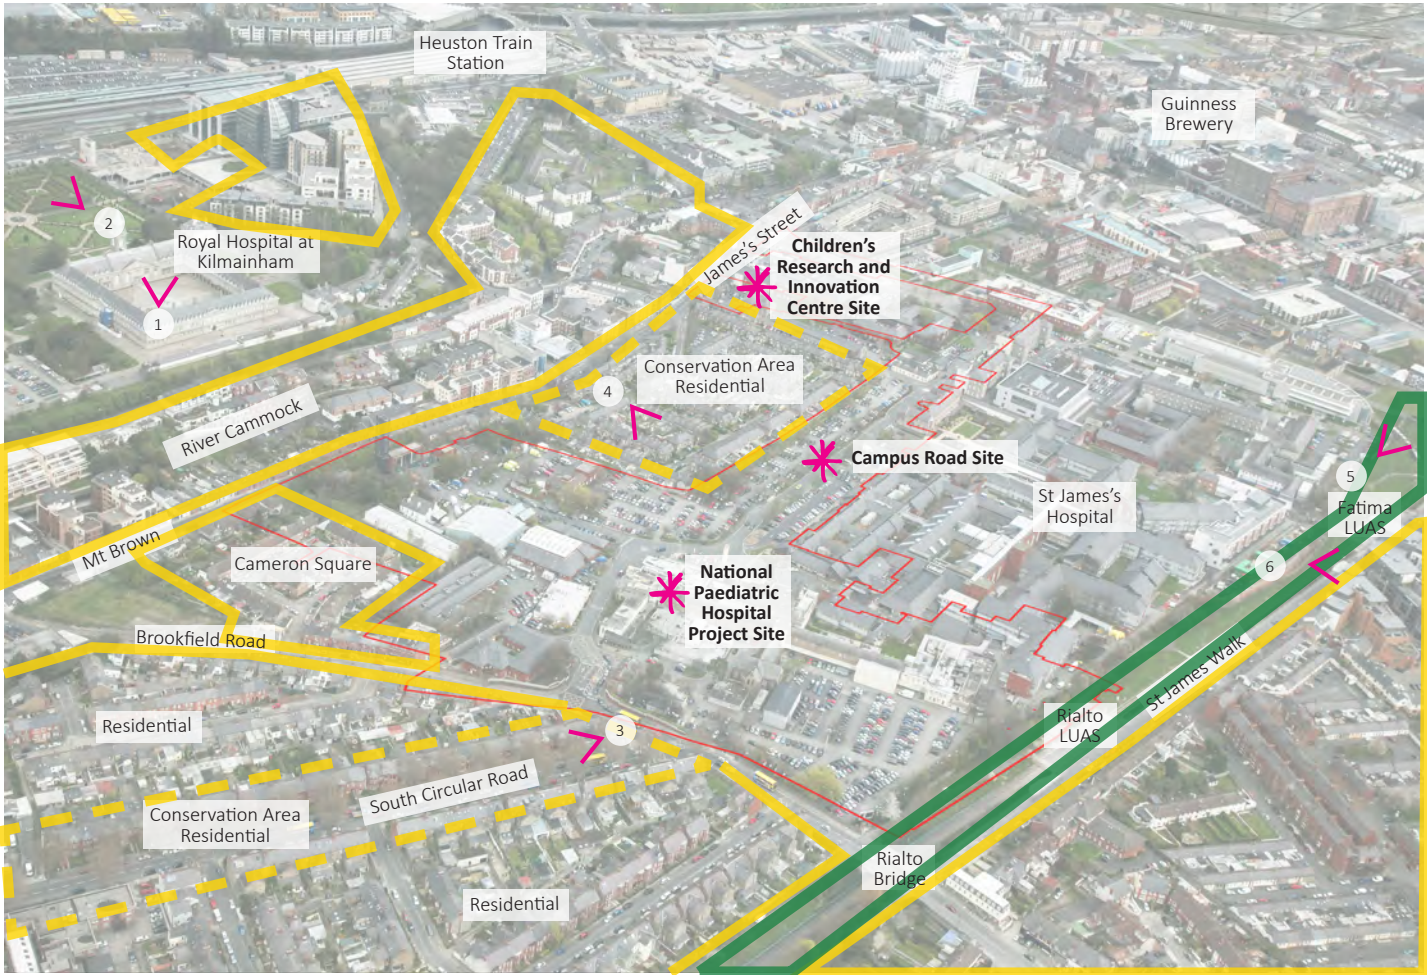 Heuston Train
Station
Guinness
Brewery
2
Royal Hospital at
Kilmainham
1
James's Street
Children's
Research and
Innovation
Centre Site
Conservation Area
Residential
4
River Cammock
Campus Road Site
5
St James's
Hospital
Fatima
LUAS
Mt Brown
Cameron Square
6
National
Paediatric
Hospital
Project Site
Brookfield Road
St James Walk
Residential
3
Rialto
LUAS
South Circular Road
Conservation Area
Residential
Rialto
Bridge
Residential